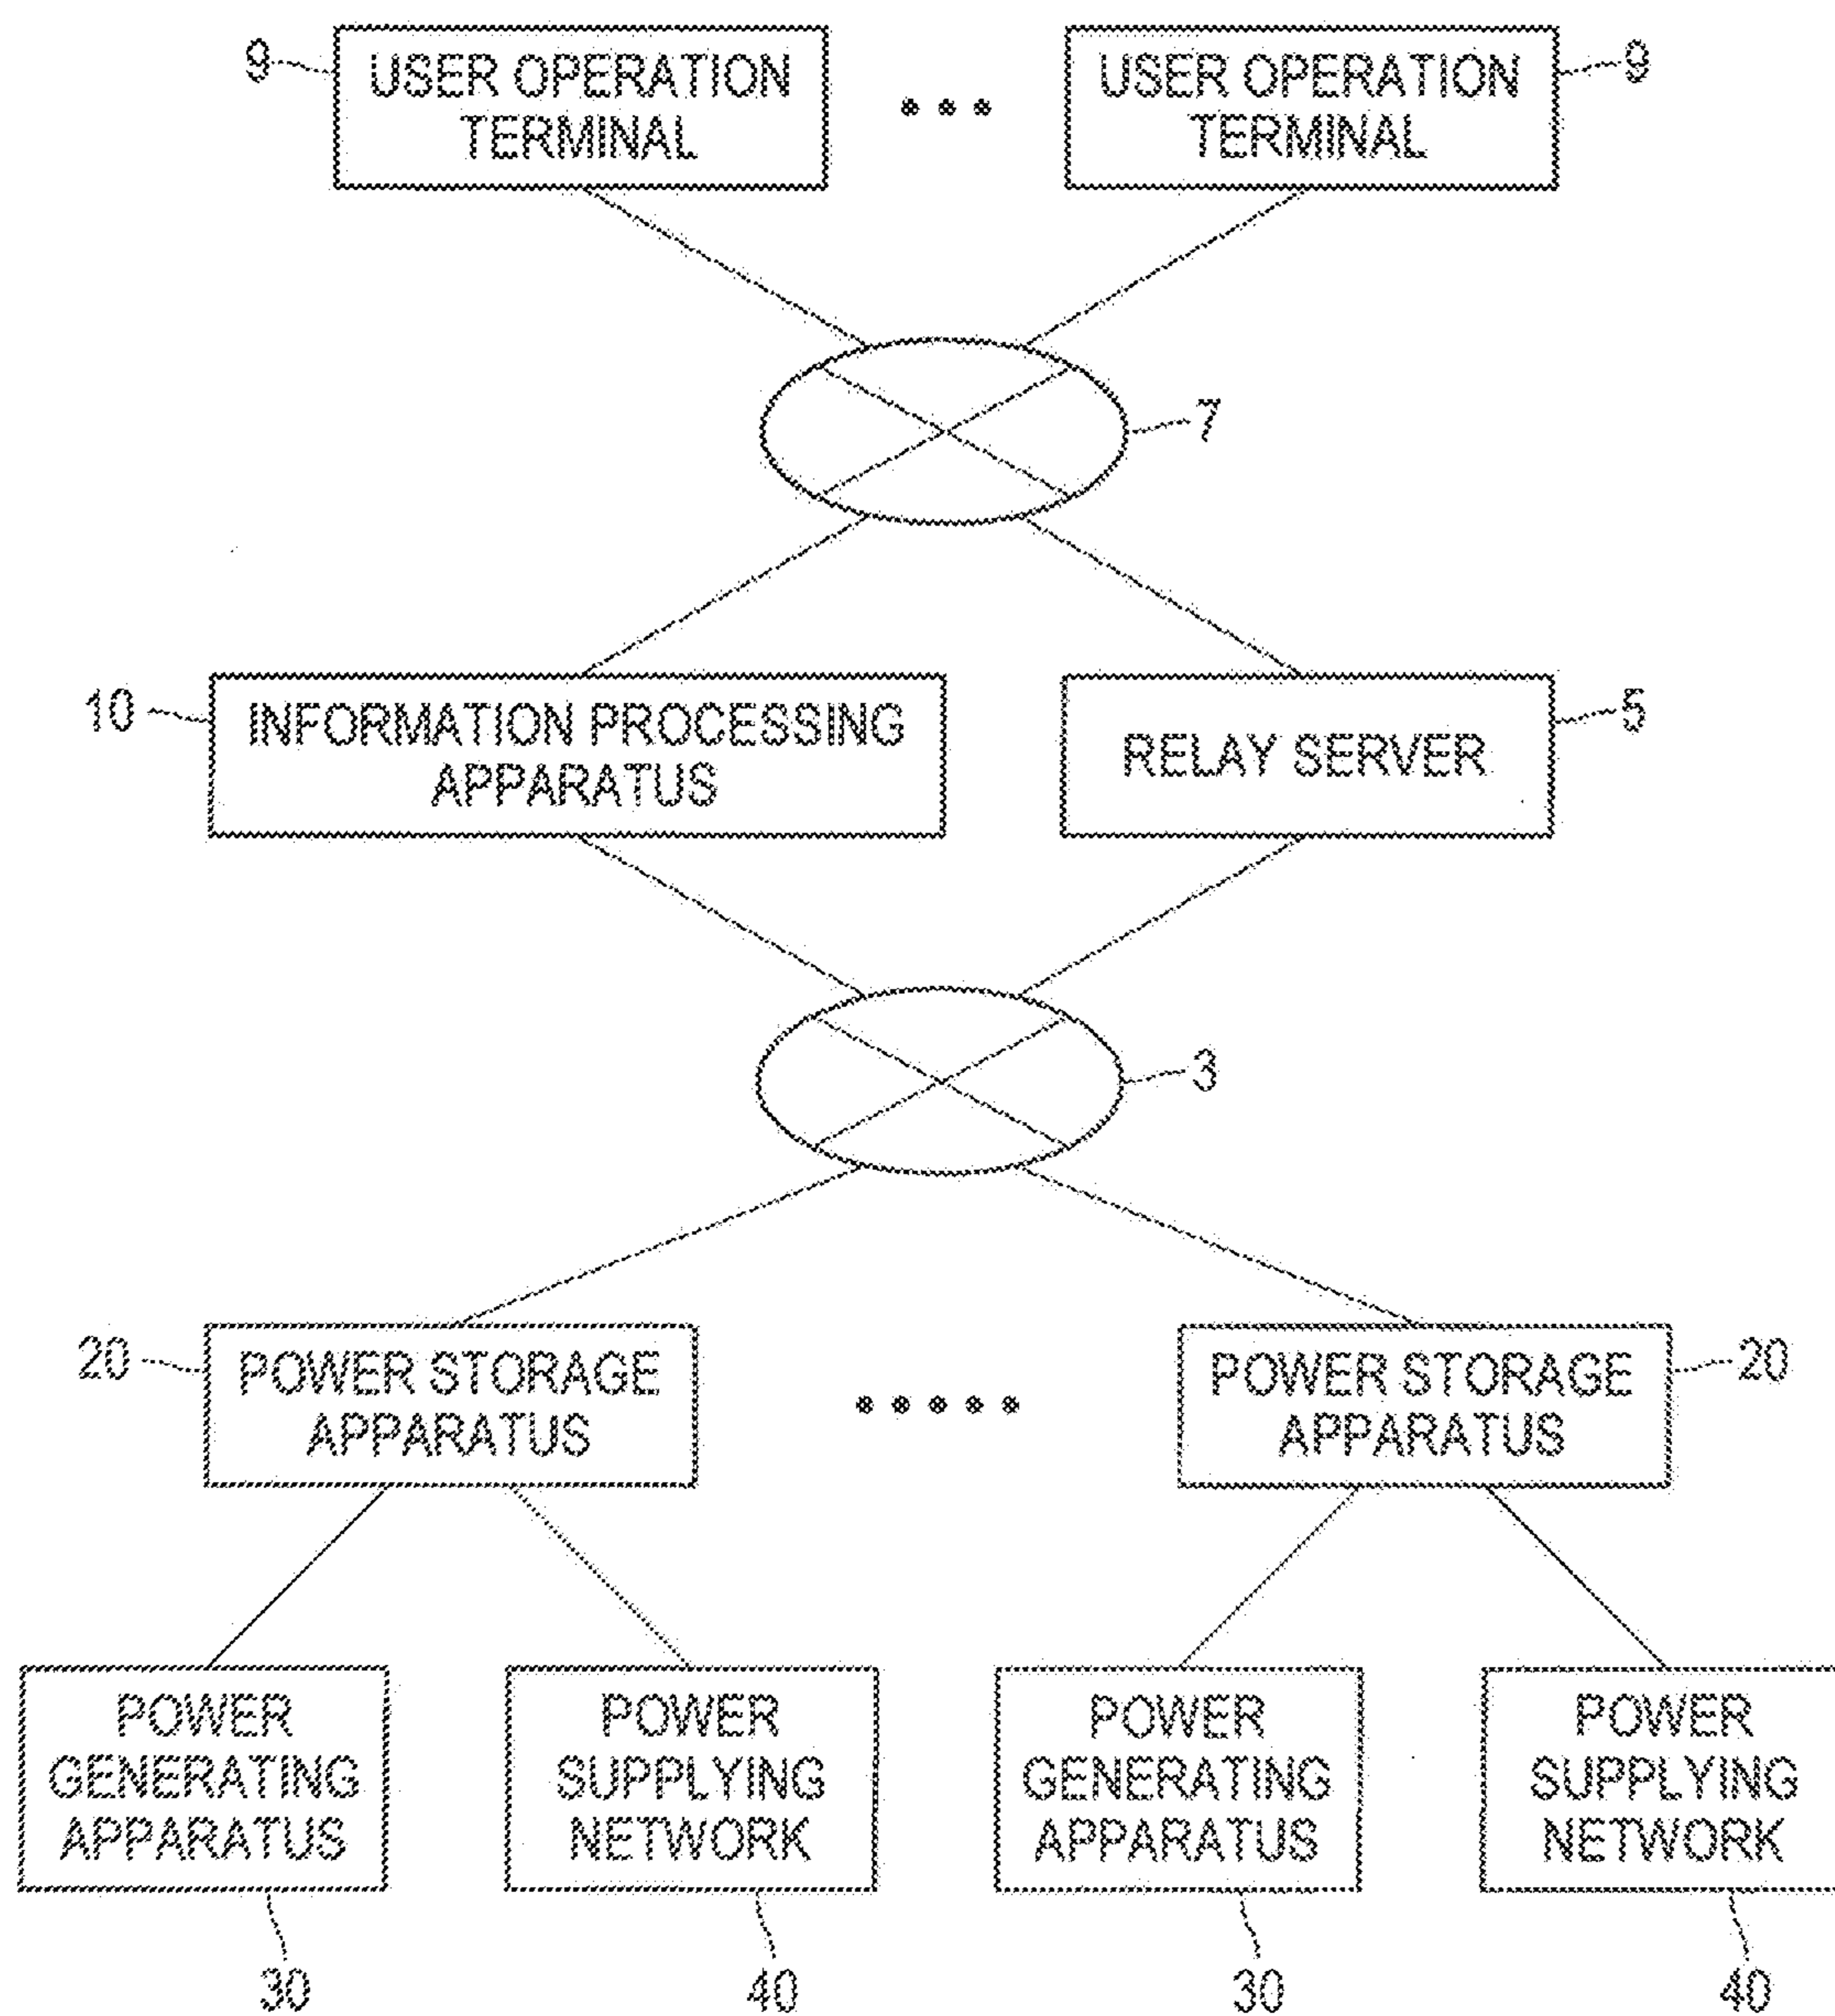 9 USER OPERATION USER OPERATION 9
TERMINAL TERMINAL
7
10 INFORMATION PROCESSING 5
APPARATUS RELAY SERVER
3
20 POWER STORAGE POWER STORAGE 20
APPARATUS APPARATUS
POWER POWER POWER POWER
GENERATING SUPPLYING GENERATING SUPPLYING
APPARATUS NETWORK APPARATUS NETWORK
30 40 30 40